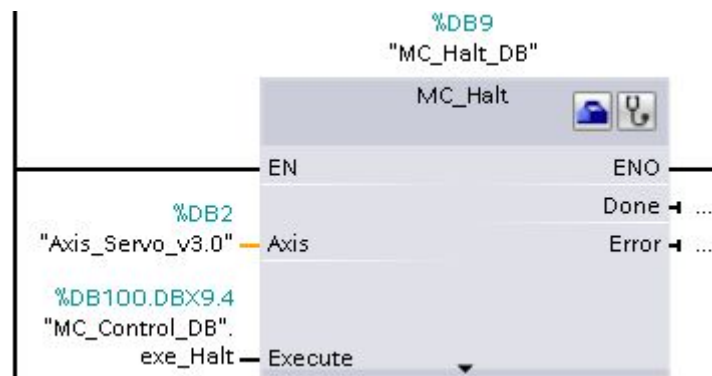 %DB9
"MC_Halt_DB"
MC_Halt
EN ENO
Done ...
%DB2
"Axis_Servo_v3.0" Axis Error ...
%DB100.DBX9.4
"MC_Control_DB".
exe_Halt Execute